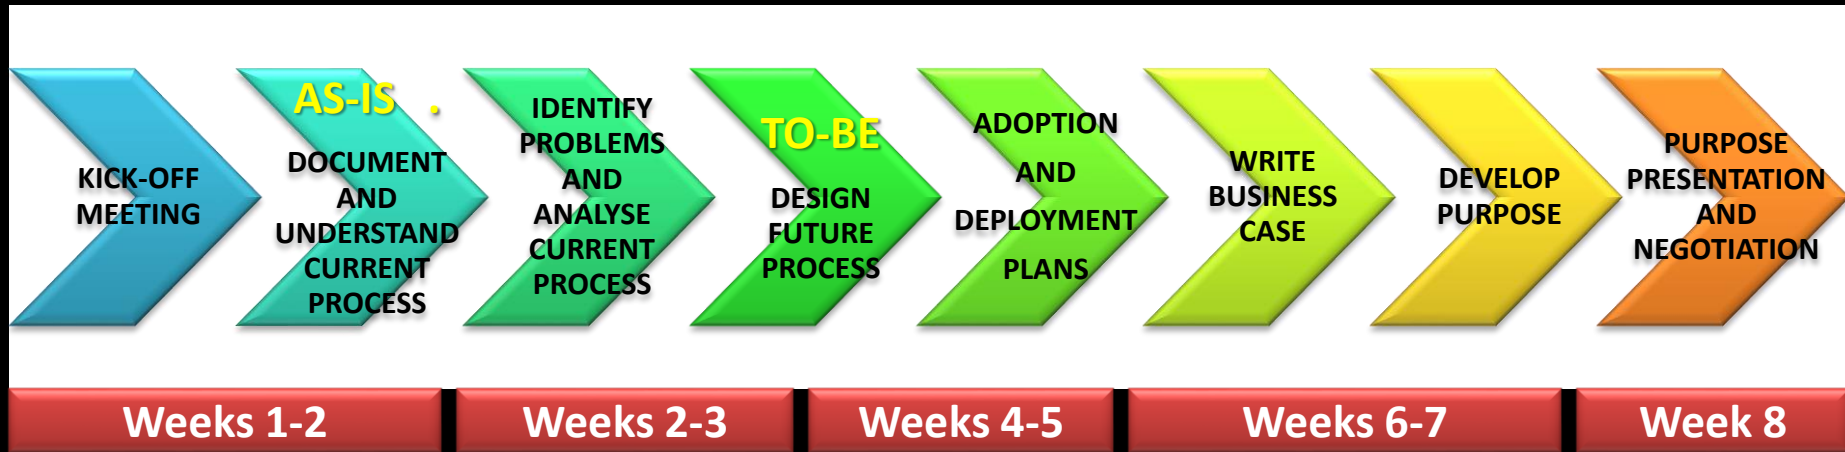 KICK-OFF
MEETING
AS-IS .
DOCUMENT
AND
UNDERSTAND
CURRENT
PROCESS
IDENTIFY
PROBLEMS
AND
ANALYSE
CURRENT
PROCESS
TO-BE
DESIGN
FUTURE
PROCESS
ADOPTION
AND
DEPLOYMENT
PLANS
WRITE
BUSINESS
CASE
DEVELOP
PURPOSE
PURPOSE
PRESENTATION
AND
NEGOTIATION
Weeks 1-2
Weeks 2-3
Weeks 4-5
Weeks 6-7
Week 8